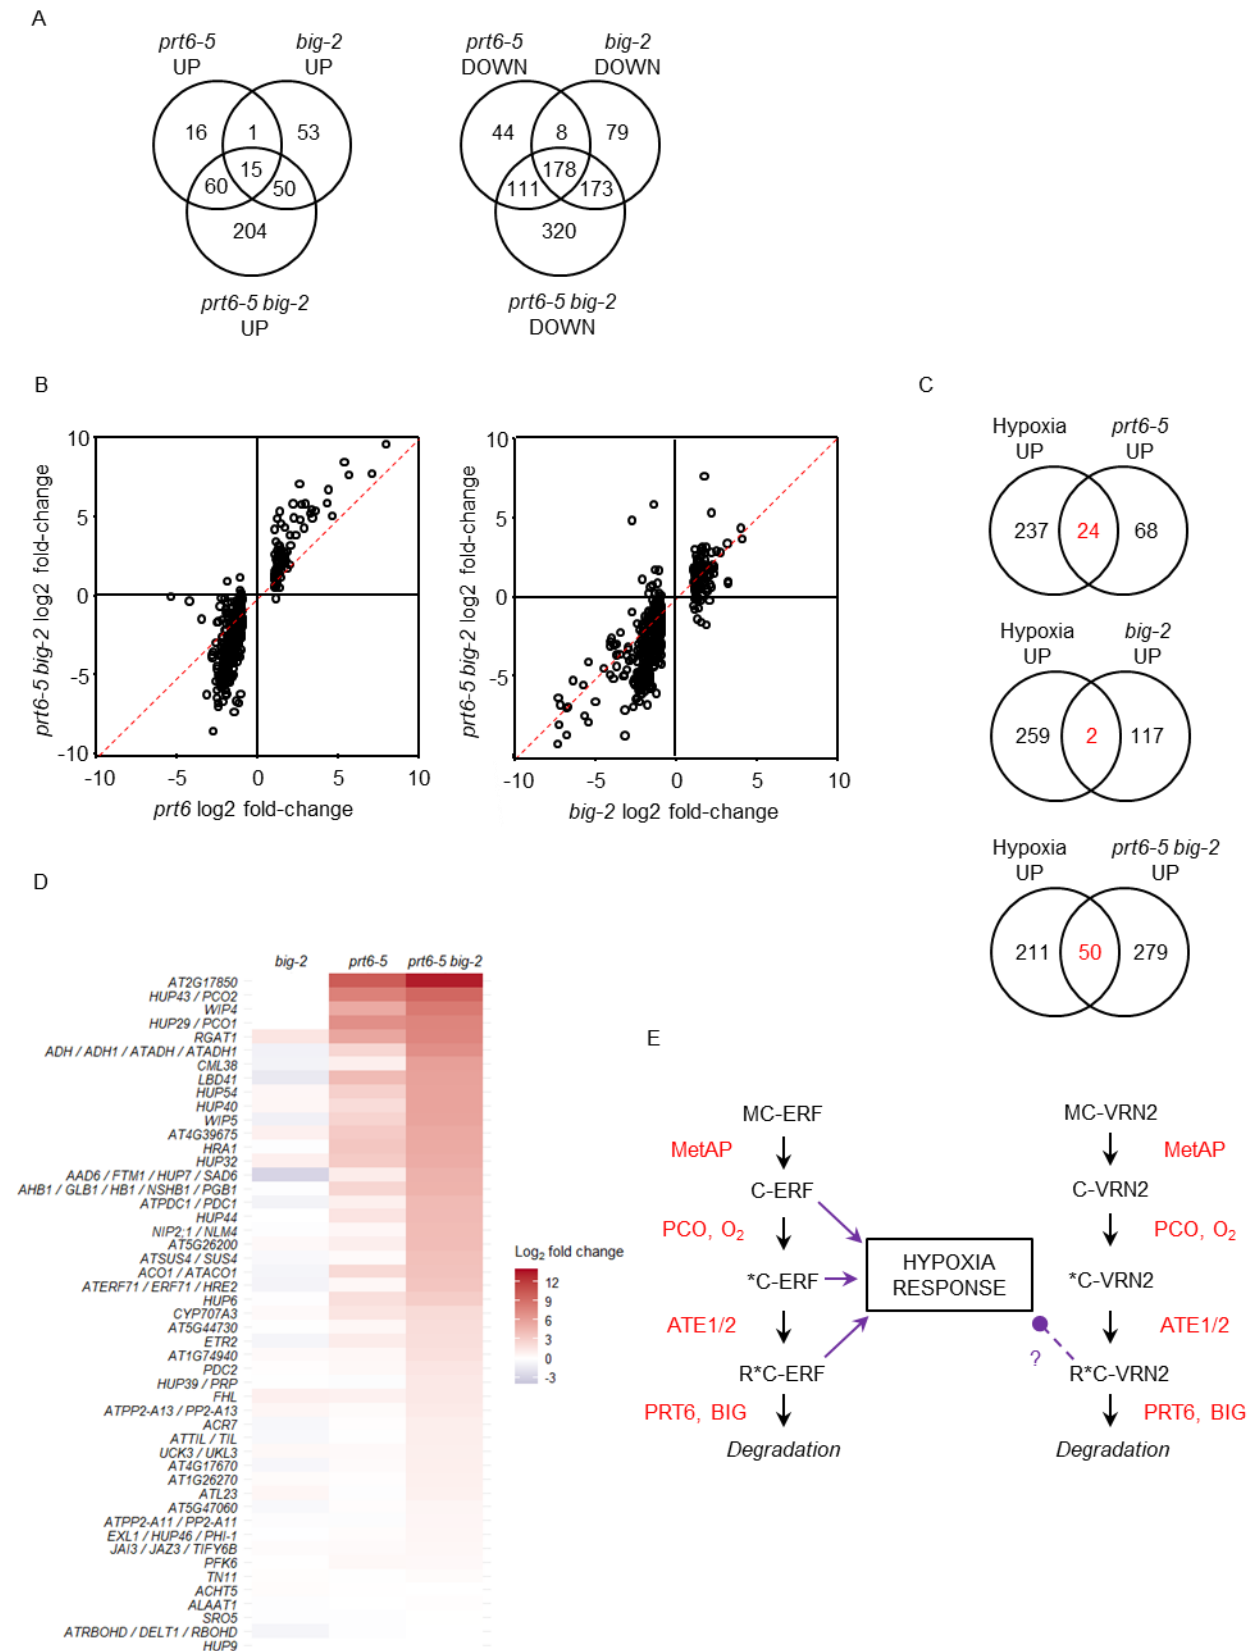 A
prt6-5
UP
big-2
UP
16
1
53
15
60
50
204
prt6-5 big-2
UP
prt6-5
DOWN
big-2
DOWN
44
8
79
178
111
173
320
prt6-5 big-2
DOWN
B
10
5
0
-5
-10
-10
-5
0
5
10
prt6-5 big-2 log2 fold-change
prt6 log2 fold-change
10
5
0
-5
-10
-5
0
5
10
prt6-5 big-2 log2 fold-change
big-2 log2 fold-change
C
Hypoxia
UP
prt6-5
UP
237
24
68
Hypoxia
UP
big-2
UP
259
2
117
Hypoxia
UP
prt6-5 big-2
UP
211
50
279
D
big-2
prt6-5
prt6-5 big-2
AT2G17850
HUP43 / PCO2
WIP4
HUP29 / PCO1
RGAT1
ADH / ADH1 / ATADH / ATADH1
CML38
LBD41
HUP54
HUP40
WIP5
AT4G39675
HRA1
HUP32
AAD6 / FTM1 / HUP7 / SAD6
AHB1 / GLB1 / HB1 / NSHB1 / PGB1
ATPDC1 / PDC1
HUP44
NIP2;1 / NLM4
AT5G26200
ATSUS4 / SUS4
ACO1 / ATACO1
ATERF71 / ERF71 / HRE2
HUP6
CYP707A3
AT5G44730
ETR2
AT1G74940
PDC2
HUP39 / PRP
FHL
ATPP2-A13 / PP2-A13
ACR7
ATTIL / TIL
UCK3 / UKL3
AT4G17670
AT1G26270
ATL23
AT5G47060
ATPP2-A11 / PP2-A11
EXL1 / HUP46 / PHI-1
JAI3 / JAZ3 / TIFY6B
PFK6
TN11
ACHT5
ALAAT1
SRO5
ATRBOHD / DELT1 / RBOHD
HUP9
Log2 fold change
12
9
6
3
0
-3
E
MC-ERF
MetAP
C-ERF
PCO, O2
*C-ERF
ATE1/2
R*C-ERF
PRT6, BIG
Degradation
HYPOXIA
RESPONSE
?
MC-VRN2
MetAP
C-VRN2
PCO, O2
*C-VRN2
ATE1/2
R*C-VRN2
PRT6, BIG
Degradation